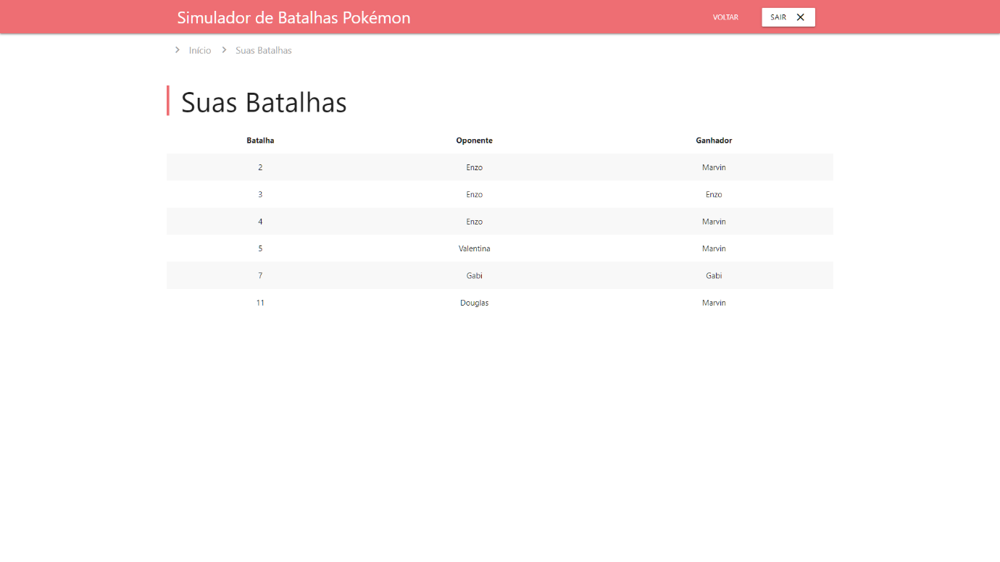 Simulador de Batalhas Pokémon VOLTAR SAIR
Início Suas Batalhas
Suas Batalhas
Batalha Oponente Ganhador
2 Enzo Marvin
3 Enzo Enzo
4 Enzo Marvin
5 Valentina Marvin
7 Gabi Gabi
11 Douglas Marvin